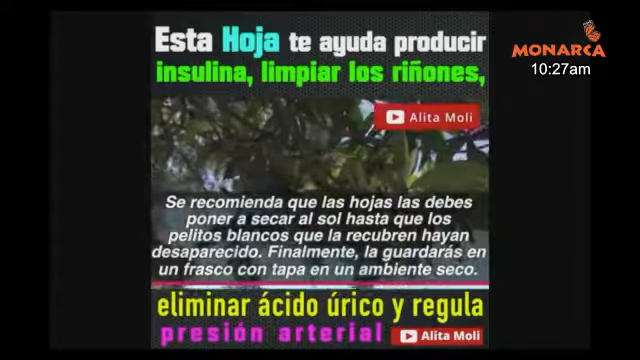 Esta Hoja te ayuda producir
insulina, limpiar los riñones,
MONARCA
10:27am
Alita Moli
Se recomienda que las hojas las debes
poner a secar al sol hasta que los
pelitos blancos que la recubren hayan
desaparecido. Finalmente, la guardarás en
un frasco con tapa en un ambiente seco.
eliminar ácido úrico y regula
presión arterial
Alita Moli